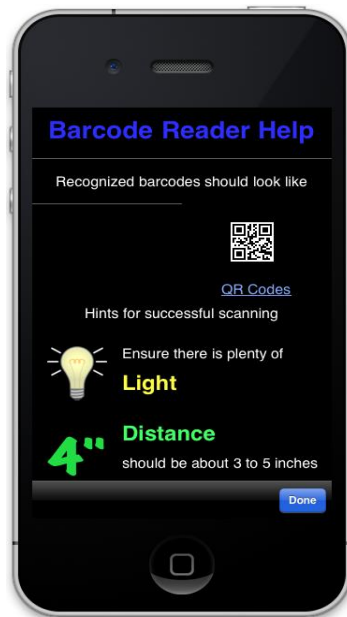 Barcode Reader Help
Recognized barcodes should look like
QR Codes
Hints for successful scanning
Ensure there is plenty of
Light
4"
Distance
should be about 3 to 5 inches
Done